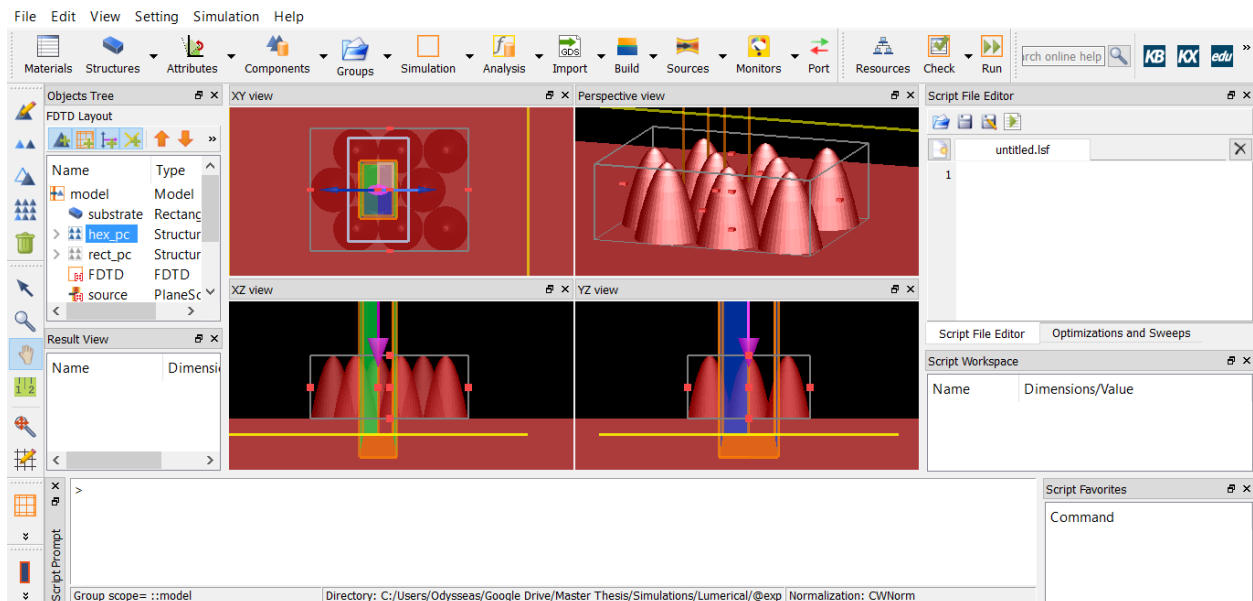 File Edit View Setting Simulation Help
Materials Structures Attributes Components Groups Simulation Analysis Import Build Sources Monitors Port Resources Check Run
GDS
rch online help
KB KX edu
»
Objects Tree
FDTD Layout
»
Name Type
model Model
substrate Rectang
hex_pc Structur
rect_pc Structur
FDTD FDTD
source PlaneSc
Result View
Name Dimensi
XY view
Perspective view
XZ view
YZ view
Script File Editor
untitled.lsf
1
Script File Editor Optimizations and Sweeps
Script Workspace
Name Dimensions/Value
1 2
Script Prompt
>
Script Favorites
Command
Group scope= ::model Directory: C:/Users/Odysseas/Google Drive/Master Thesis/Simulations/Lumerical/@exp Normalization: CWNorm